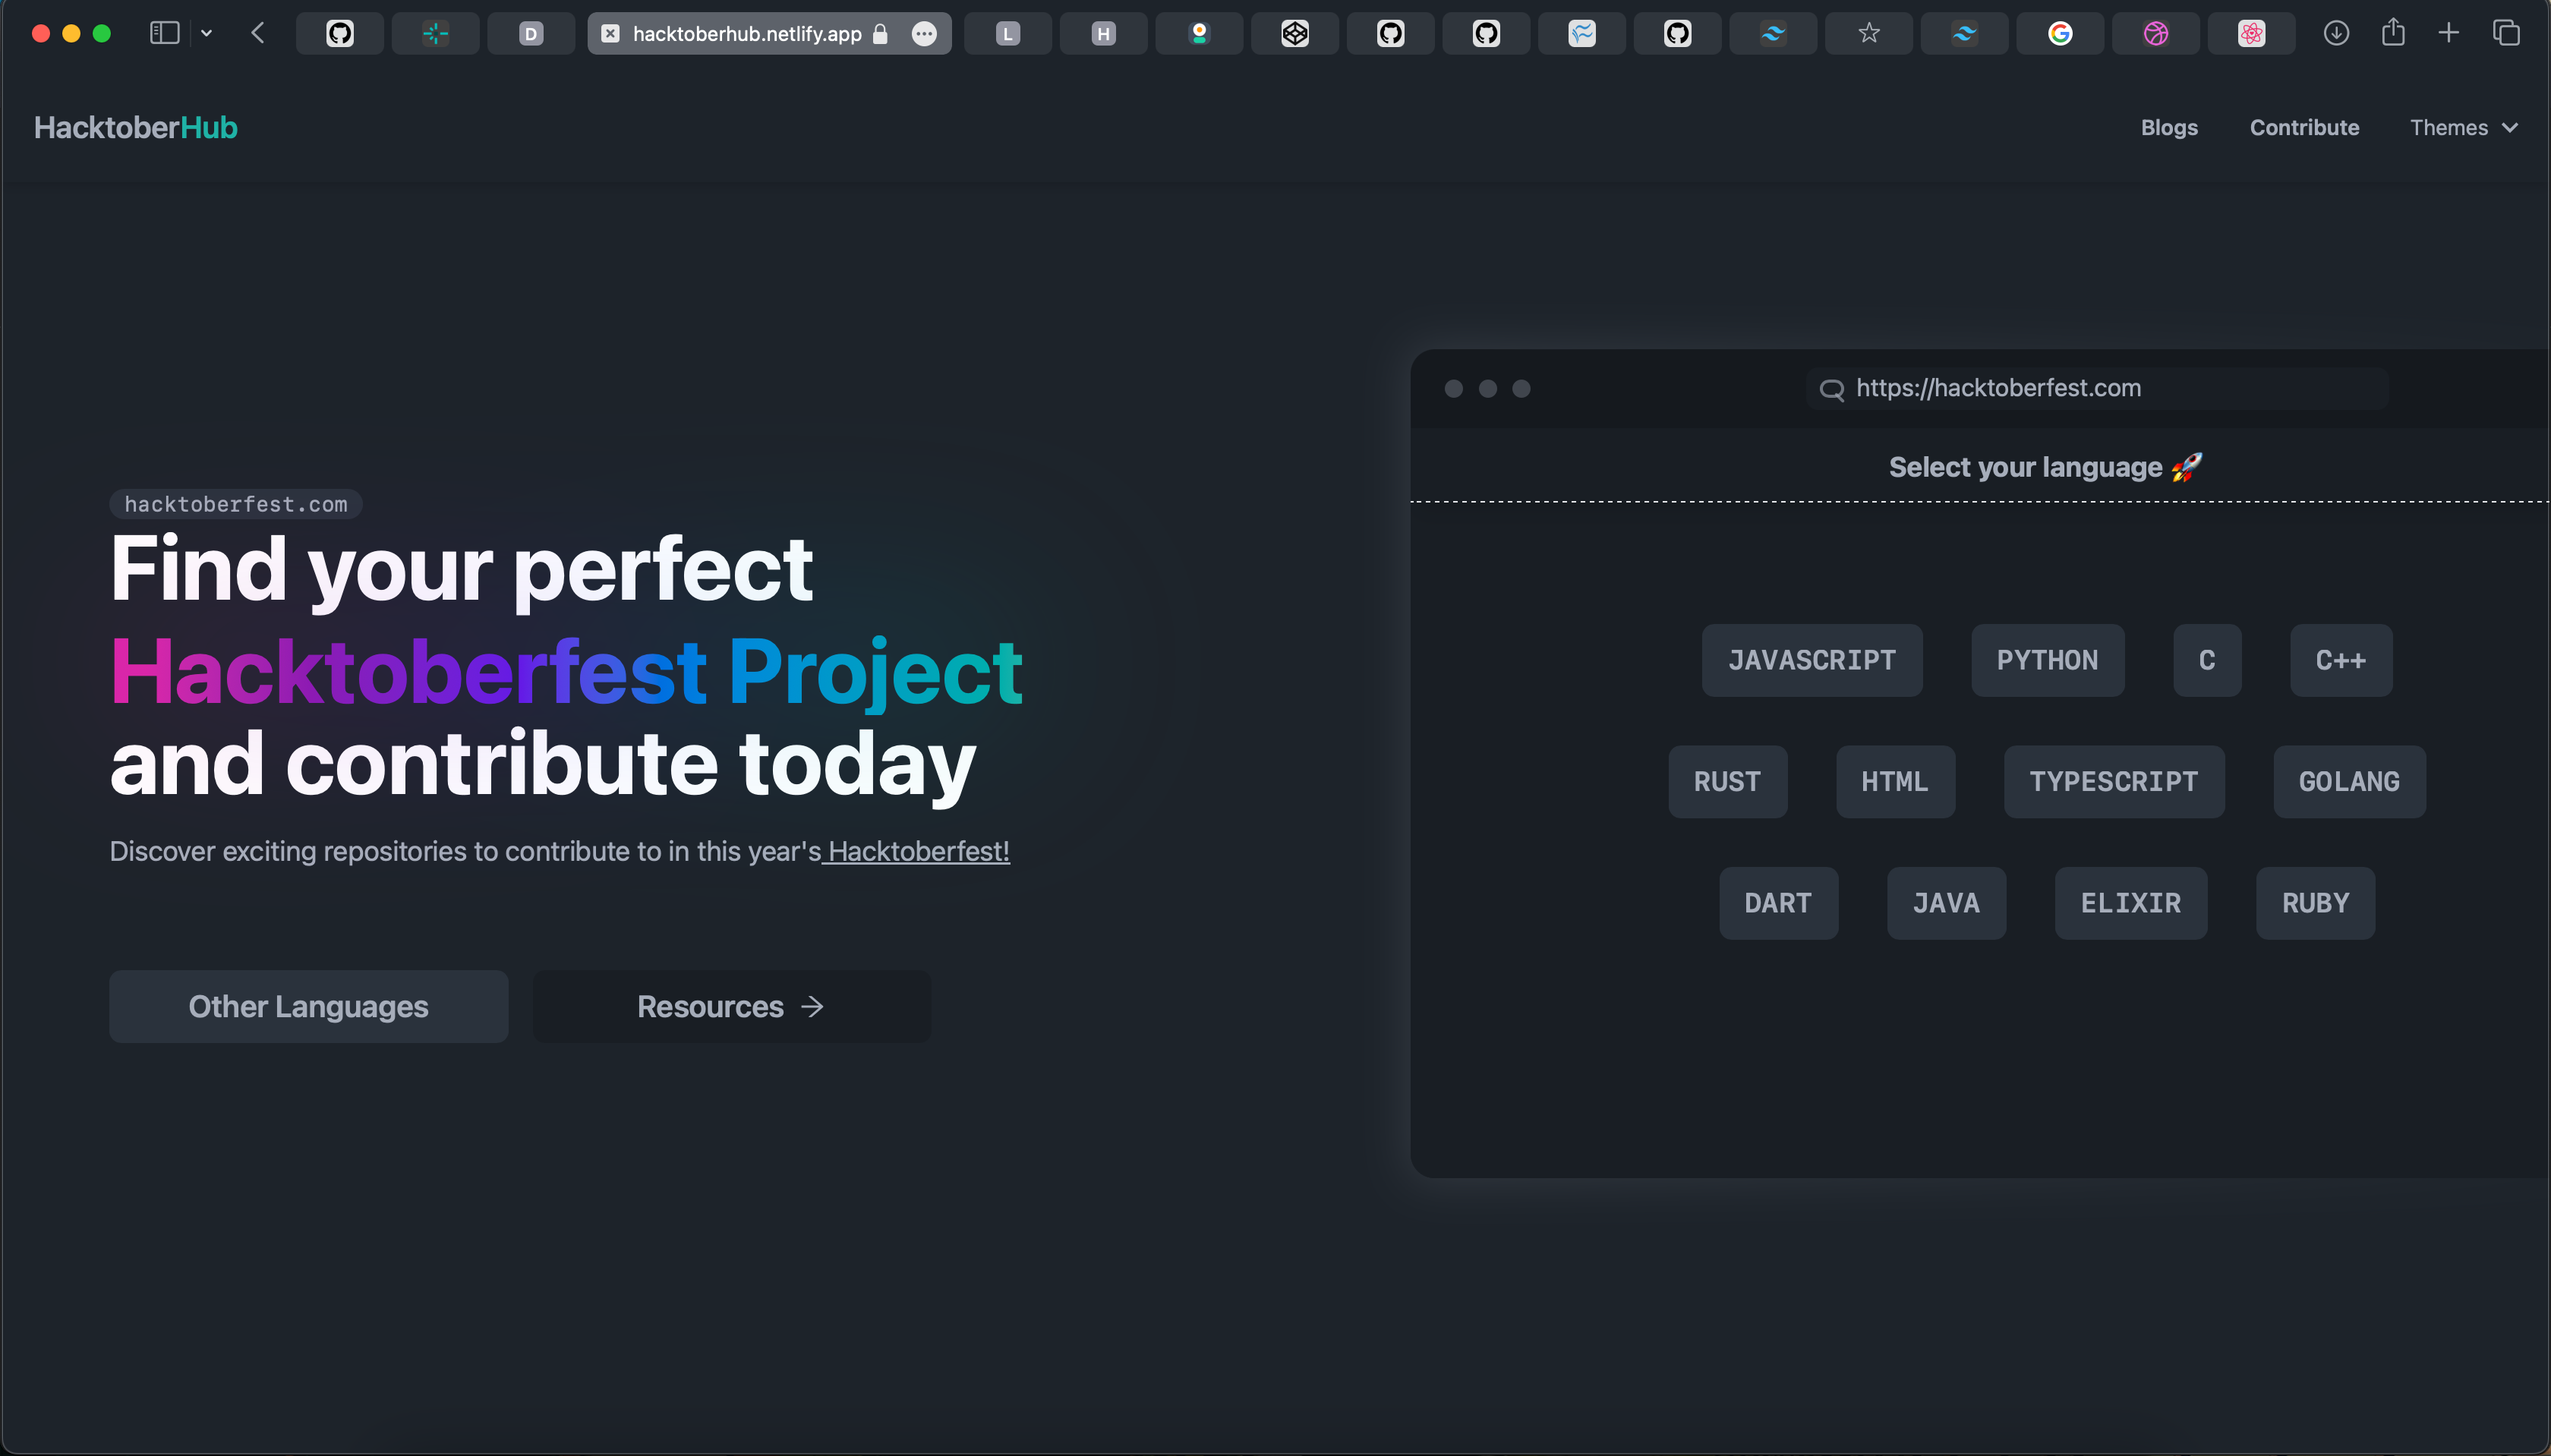 D
hacktoberhub.netlify.app
L
H
HacktoberHub
Blogs
Contribute
Themes
hacktoberfest.com
Find your perfect
Hacktoberfest Project
and contribute today
Discover exciting repositories to contribute to in this year's Hacktoberfest!
Other Languages
Resources →
https://hacktoberfest.com
Select your language 🚀
JAVASCRIPT PYTHON C C++
RUST HTML TYPESCRIPT GOLANG
DART JAVA ELIXIR RUBY